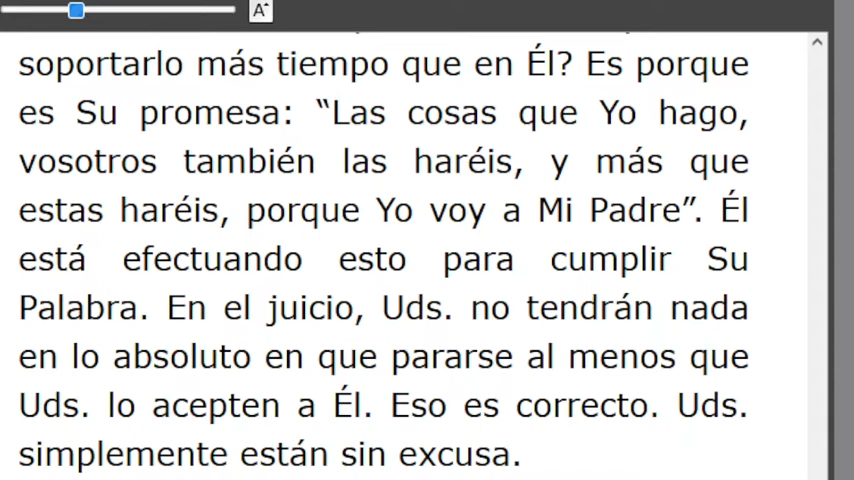 A
soportarlo más tiempo que en Él? Es porque
es Su promesa: “Las cosas que Yo hago,
vosotros también las haréis, y más que
estas haréis, porque Yo voy a Mi Padre”. Él
está efectuando esto para cumplir Su
Palabra. En el juicio, Uds. no tendrán nada
en lo absoluto en que pararse al menos que
Uds. lo acepten a Él. Eso es correcto. Uds.
simplemente están sin excusa.